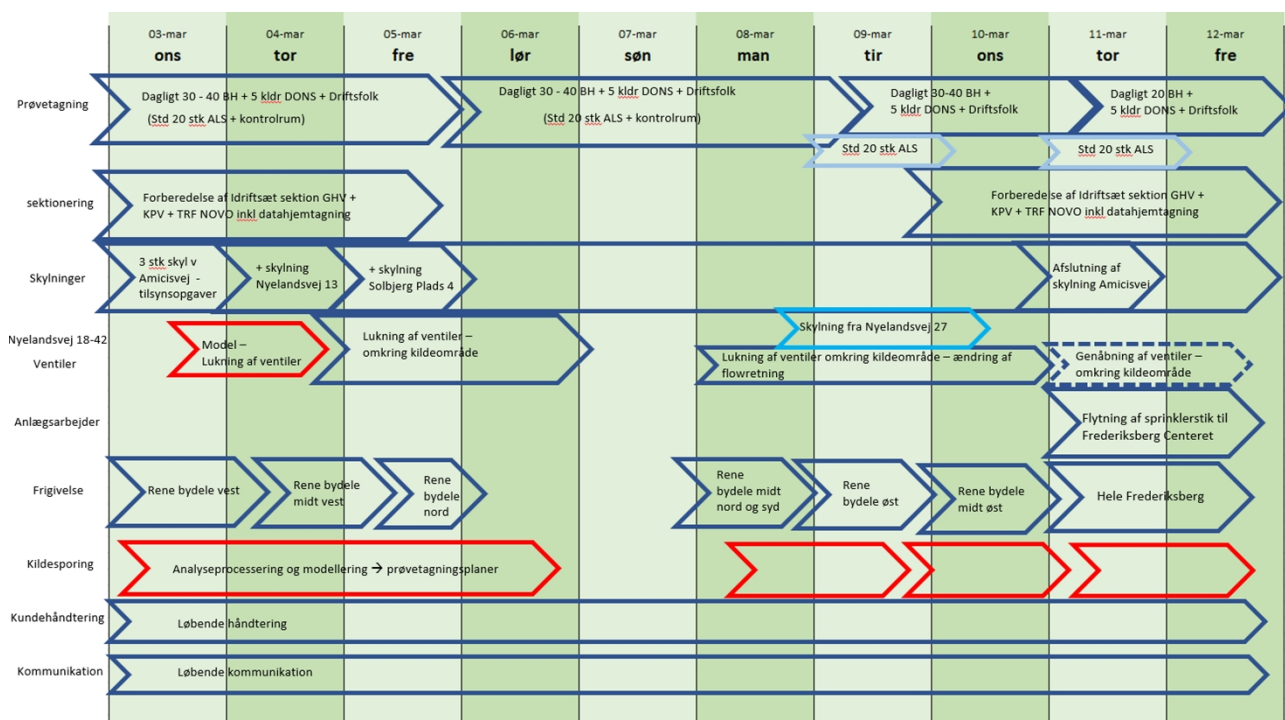 03-mar 04-mar 05-mar 06-mar 07-mar 08-mar 09-mar 10-mar 11-mar 12-mar
ons tor fre lør søn man tir ons tor fre
Prøvetagning
Dagligt 30 - 40 BH + 5 kldr DONS + Driftsfolk
(Std 20 stk ALS + kontrolrum)
Dagligt 30 - 40 BH + 5 kldr DONS + Driftsfolk
(Std 20 stk ALS + kontrolrum)
Dagligt 30-40 BH +
5 kldr DONS + Driftsfolk
Dagligt 20 BH +
5 kldr DONS + Driftsfolk
Std 20 stk ALS
Std 20 stk ALS
sektionering
Forberedelse af Idriftsæt sektion GHV +
KPV + TRF NOVO inkl datahjemtagning
Forberedelse af Idriftsæt sektion GHV +
KPV + TRF NOVO inkl datahjemtagning
Skylninger
3 stk skyl v
Amicisvej -
tilsynsopgaver
+ skylning
Nyelandsvej 13
+ skylning
Solbjerg Plads 4
Afslutning af
skylning Amicisvej
Nyelandsvej 18-42
Ventiler
Model –
Lukning af ventiler
Lukning af ventiler –
omkring kildeområde
Skylning fra Nyelandsvej 27
Lukning af ventiler omkring kildeområde – ændring af
flowretning
Genåbning af ventiler –
omkring kildeområde
Anlægsarbejder
Flytning af sprinklerstik til
Frederiksberg Centeret
Frigivelse
Rene bydele vest
Rene bydele
midt vest
Rene
bydele
nord
Rene
bydele midt
nord og syd
Rene
bydele øst
Rene bydele
midt øst
Hele Frederiksberg
Kildesporing
Analyseprocessering og modellering → prøvetagningsplaner
Kundehåndtering
Løbende håndtering
Kommunikation
Løbende kommunikation